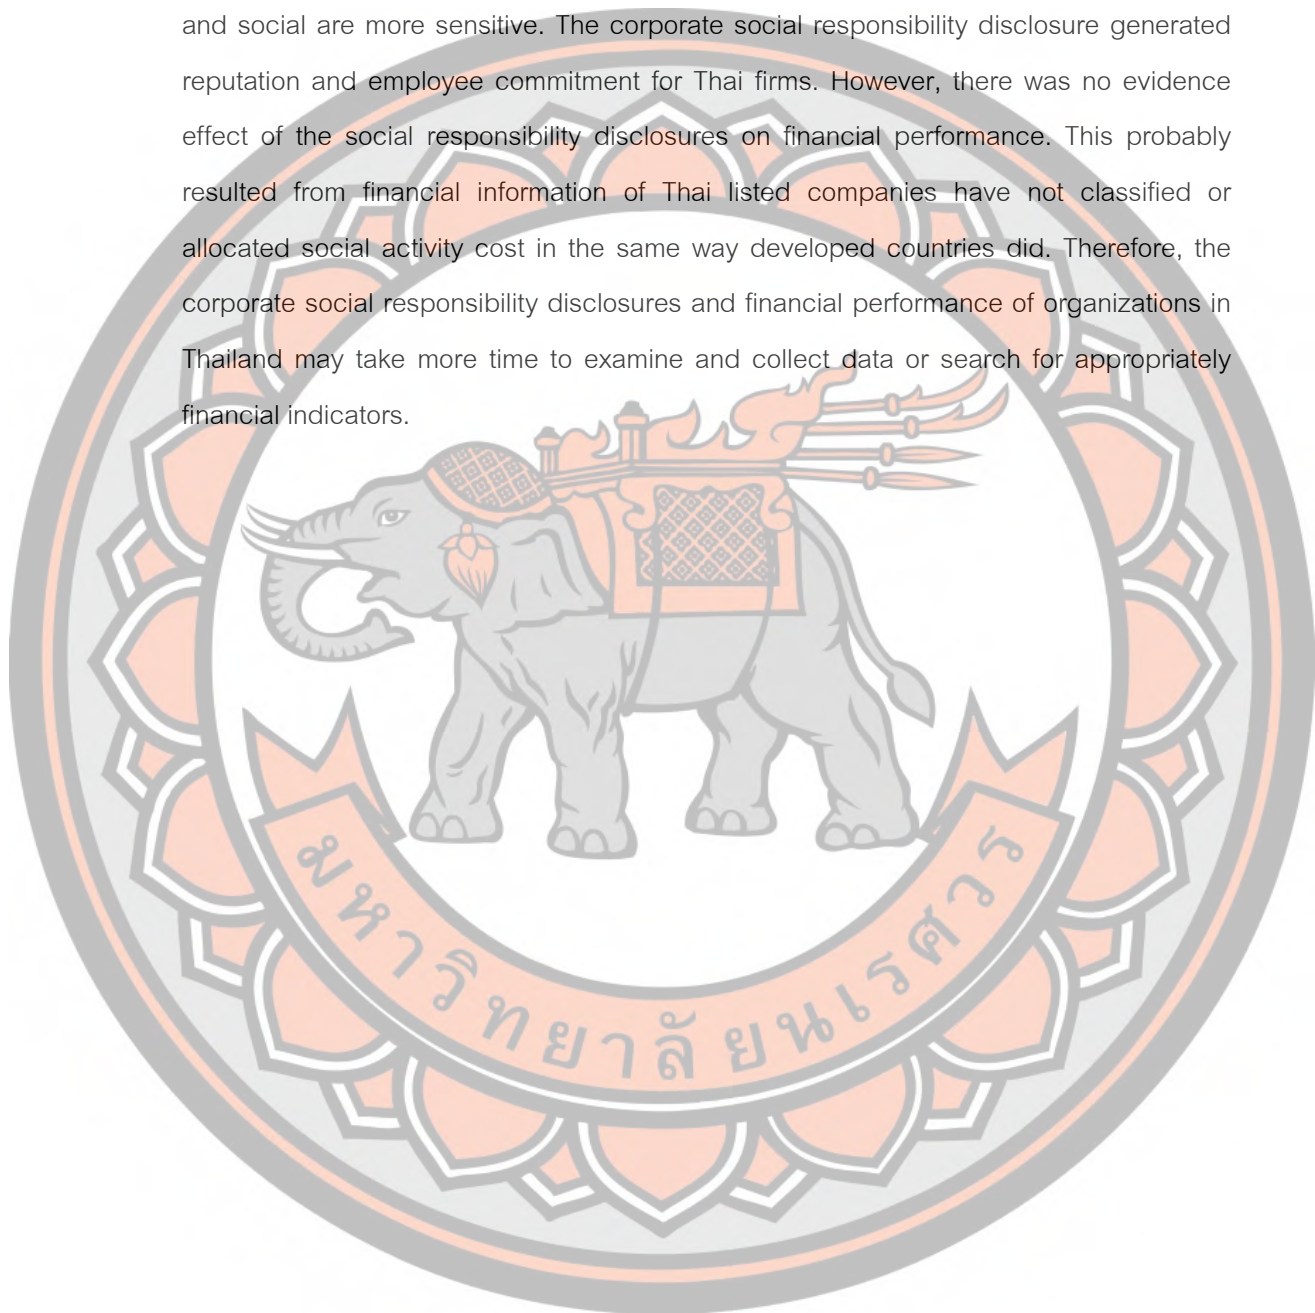 and social are more sensitive. The corporate social responsibility disclosure generated
reputation and employee commitment for Thai firms. However, there was no evidence
effect of the social responsibility disclosures on financial performance. This probably
resulted from financial information of Thai listed companies have not classified or
allocated social activity cost in the same way developed countries did. Therefore, the
corporate social responsibility disclosures and financial performance of organizations in
Thailand may take more time to examine and collect data or search for appropriately
financial indicators.
มหาวิทยาลัยนเรศวร